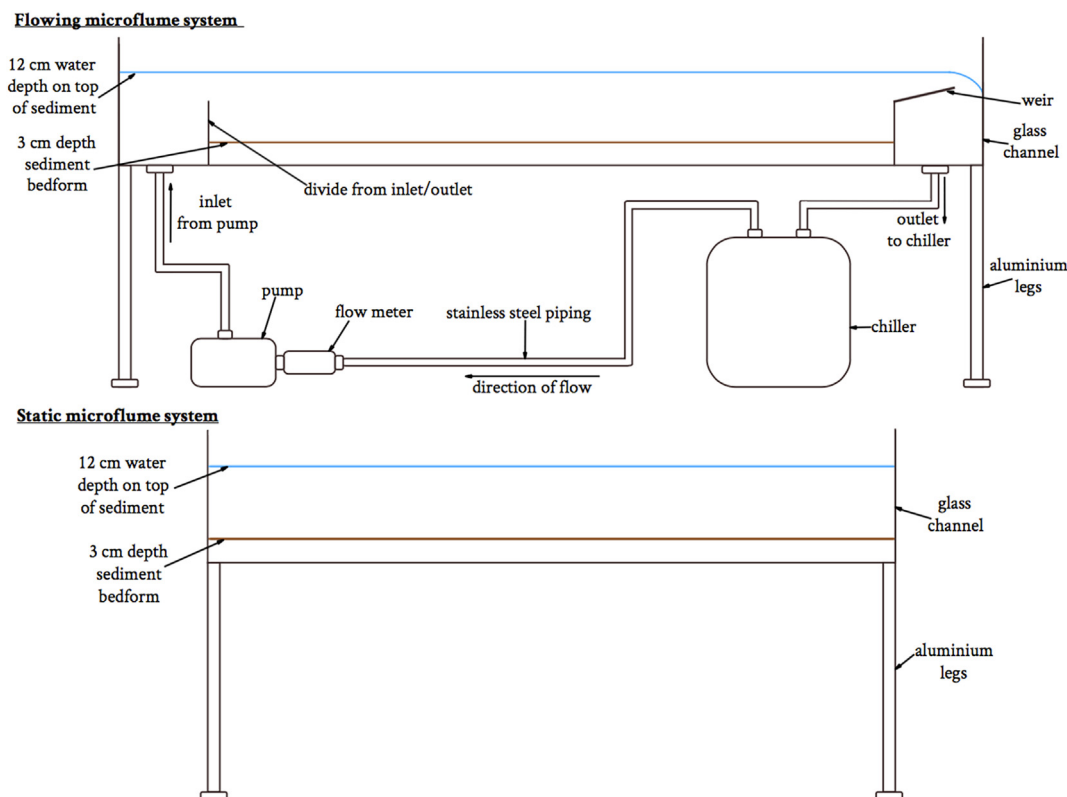 Flowing microflume system
12 cm water
depth on top
of sediment
weir
3 cm depth
sediment
bedform
glass
channel
divide from inlet/outlet
inlet
from pump
outlet
to chiller
aluminium
legs
pump
flow meter
stainless steel piping
chiller
direction of flow
Static microflume system
12 cm water
depth on top
of sediment
glass
channel
3 cm depth
sediment
bedform
aluminium
legs